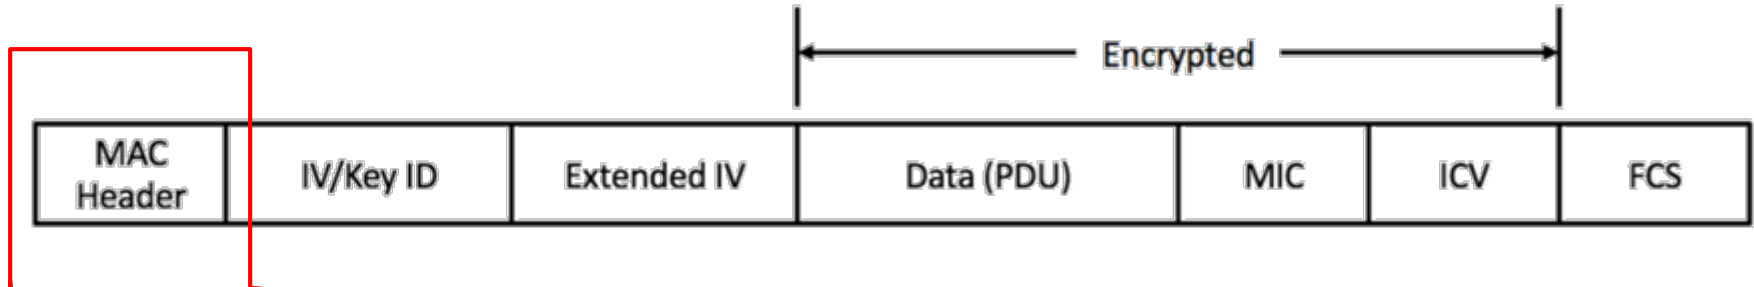 Encrypted
MAC
Header
IV/Key ID
Extended IV
Data (PDU)
MIC
ICV
FCS